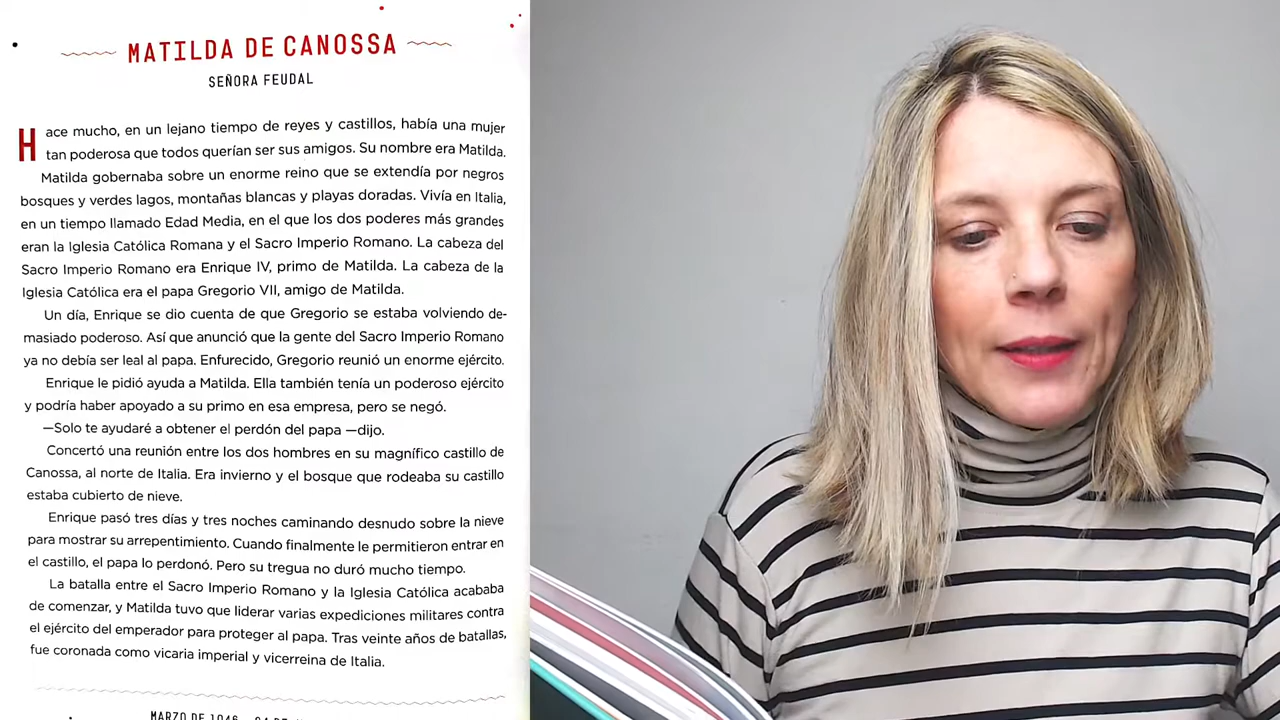 MATILDA DE CANOSSA
SEÑORA FEUDAL
Hace mucho, en un lejano tiempo de reyes y castillos, había una mujer
tan poderosa que todos querían ser sus amigos. Su nombre era Matilda.
Matilda gobernaba sobre un enorme reino que se extendía por negros
bosques y verdes lagos, montañas blancas y playas doradas. Vivía en Italia,
en un tiempo llamado Edad Media, en el que los dos poderes más grandes
eran la Iglesia Católica Romana y el Sacro Imperio Romano. La cabeza del
Sacro Imperio Romano era Enrique IV, primo de Matilda. La cabeza de la
Iglesia Católica era el papa Gregorio VII, amigo de Matilda.
Un día, Enrique se dio cuenta de que Gregorio se estaba volviendo de-
masiado poderoso. Así que anunció que la gente del Sacro Imperio Romano
ya no debía ser leal al papa. Enfurecido, Gregorio reunió un enorme ejército.
Enrique le pidió ayuda a Matilda. Ella también tenía un poderoso ejército
y podría haber apoyado a su primo en esa empresa, pero se negó.
—Solo te ayudaré a obtener el perdón del papa —dijo.
Concertó una reunión entre los dos hombres en su magnífico castillo de
Canossa, al norte de Italia. Era invierno y el bosque que rodeaba su castillo
estaba cubierto de nieve.
Enrique pasó tres días y tres noches caminando desnudo sobre la nieve
para mostrar su arrepentimiento. Cuando finalmente le permitieron entrar en
el castillo, el papa lo perdonó. Pero su tregua no duró mucho tiempo.
La batalla entre el Sacro Imperio Romano y la Iglesia Católica acababa
de comenzar, y Matilda tuvo que liderar varias expediciones militares contra
el ejército del emperador para proteger al papa. Tras veinte años de batallas,
fue coronada como vicaria imperial y vicerreina de Italia.
MARZO DE 1046